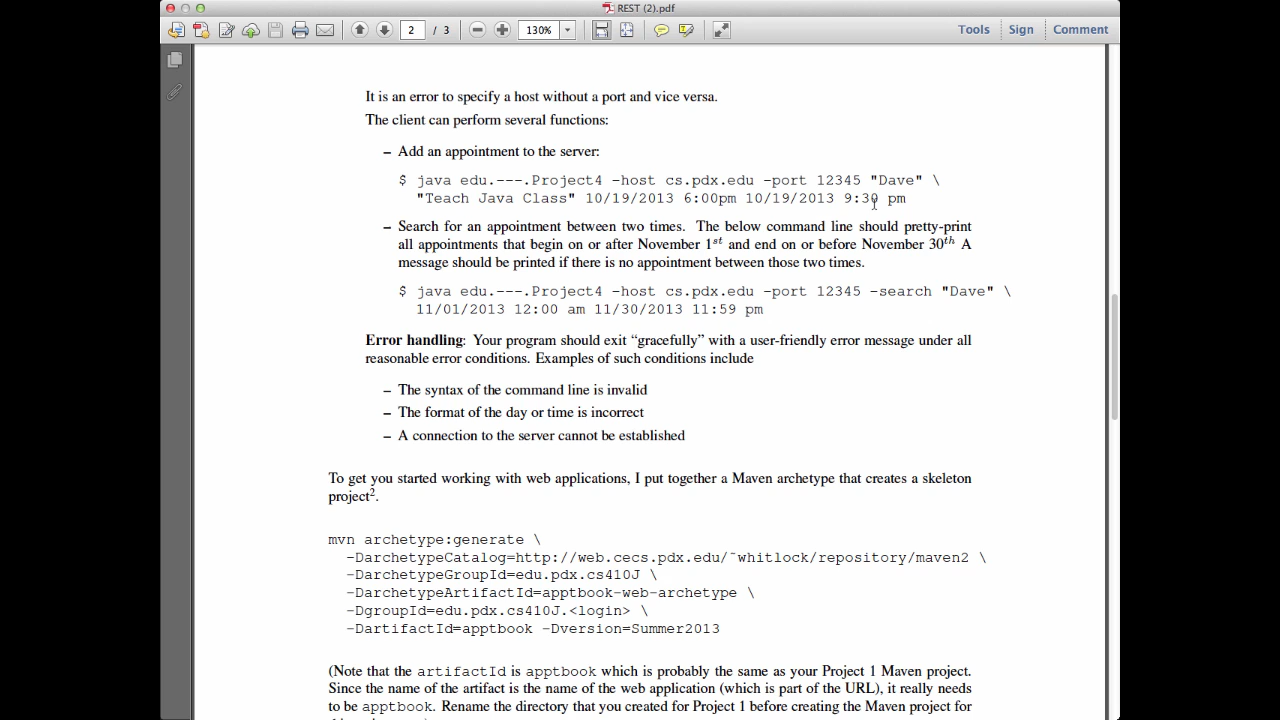 REST (2).pdf
2 / 3 130% Tools Sign Comment
It is an error to specify a host without a port and vice versa.
The client can perform several functions:
– Add an appointment to the server:
$ java edu.---.Project4 -host cs.pdx.edu -port 12345 "Dave" \
"Teach Java Class" 10/19/2013 6:00pm 10/19/2013 9:30 pm
– Search for an appointment between two times. The below command line should pretty-print
all appointments that begin on or after November 1st and end on or before November 30th A
message should be printed if there is no appointment between those two times.
$ java edu.---.Project4 -host cs.pdx.edu -port 12345 -search "Dave" \
11/01/2013 12:00 am 11/30/2013 11:59 pm
Error handling: Your program should exit “gracefully” with a user-friendly error message under all
reasonable error conditions. Examples of such conditions include
– The syntax of the command line is invalid
– The format of the day or time is incorrect
– A connection to the server cannot be established
To get you started working with web applications, I put together a Maven archetype that creates a skeleton
project2.
mvn archetype:generate \
-DarchetypeCatalog=http://web.cecs.pdx.edu/~whitlock/repository/maven2 \
-DarchetypeGroupId=edu.pdx.cs410J \
-DarchetypeArtifactId=apptbook-web-archetype \
-DgroupId=edu.pdx.cs410J.<login> \
-DartifactId=apptbook -Dversion=Summer2013
(Note that the artifactId is apptbook which is probably the same as your Project 1 Maven project.
Since the name of the artifact is the name of the web application (which is part of the URL), it really needs
to be apptbook. Rename the directory that you created for Project 1 before creating the Maven project for